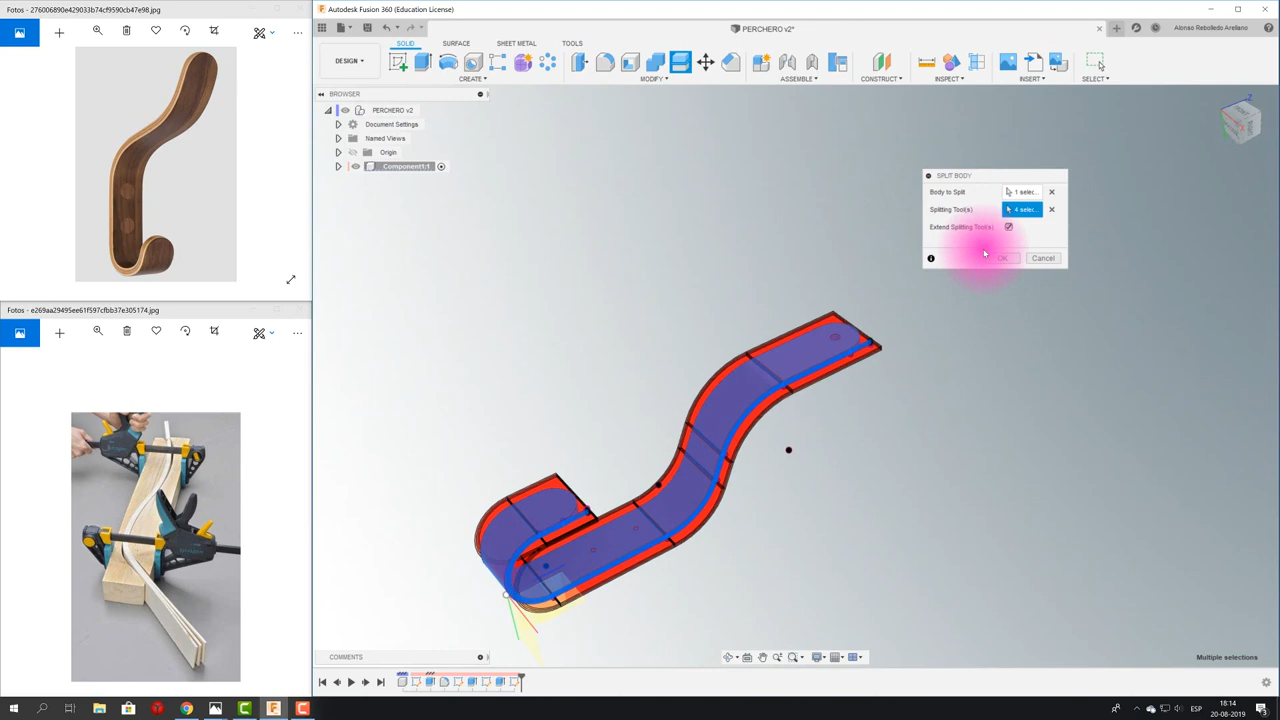 Fotos - 276006890e429033b74c9160cb47e98.jpg
Fotos - e269aa29495ee61f597cfbb37e305174.jpg
Autodesk Fusion 360 (Education License)
PERCHERO v2*
Alonso Rebolledo Arellano
SOLID SURFACE SHEET METAL TOOLS
DESIGN
CREATE MODIFY ASSEMBLE CONSTRUCT INSPECT INSERT SELECT
BROWSER
PERCHERO v2
Document Settings
Named Views
Origin
Component1:1
SPLIT BODY
Body to Split 1 selec...
Splitting Tool(s) 4 selec...
Extend Splitting Tool(s)
OK Cancel
COMMENTS
Multiple selections
ESP
18:14
20-08-2019
3